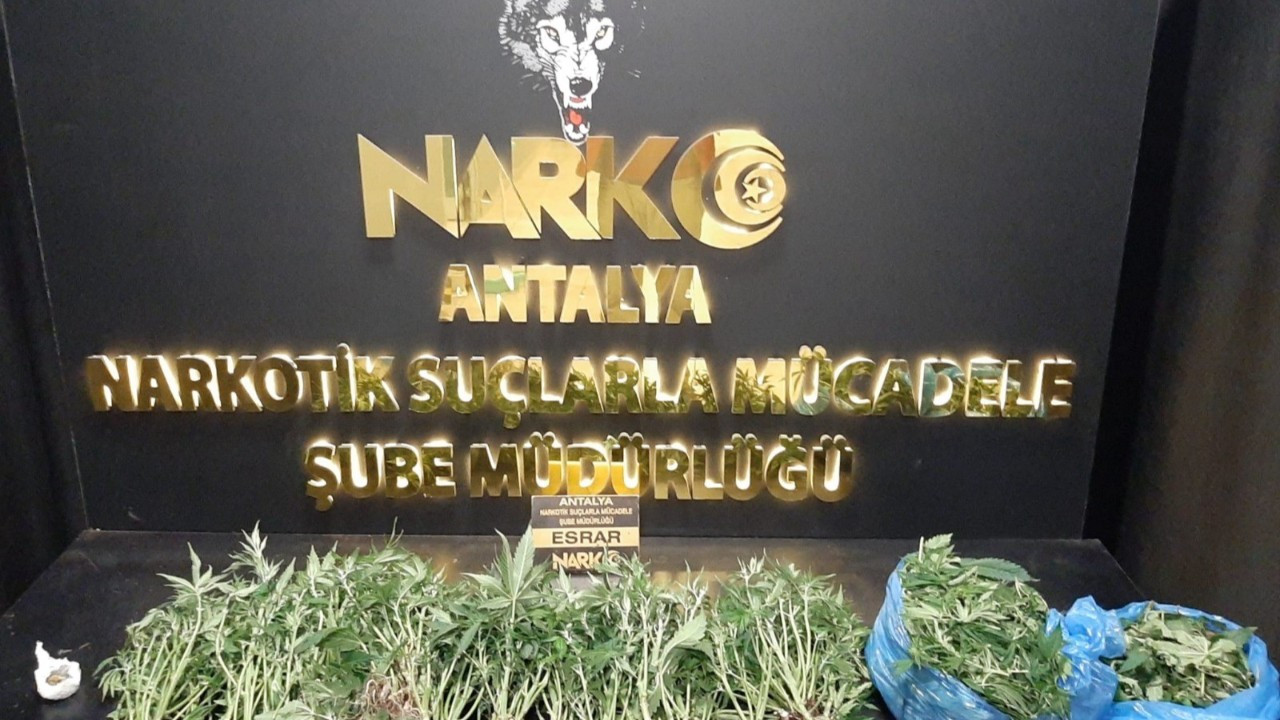 NARKO
ANTALYA
NARKOTİK SUÇLARLA MÜCADELE
ŞUBE MÜDÜRLÜĞÜ
ANTALYA
NARKOTİK SUÇLARLA MÜCADELE
ŞUBE MÜDÜRLÜĞÜ
ESRAR
NARKO